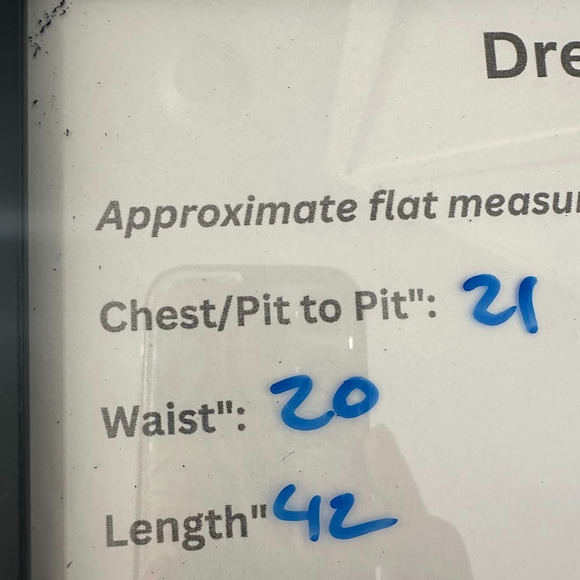 Dre
Approximate flat measu
Chest/Pit to Pit": 21
Waist": 20
Length" 42